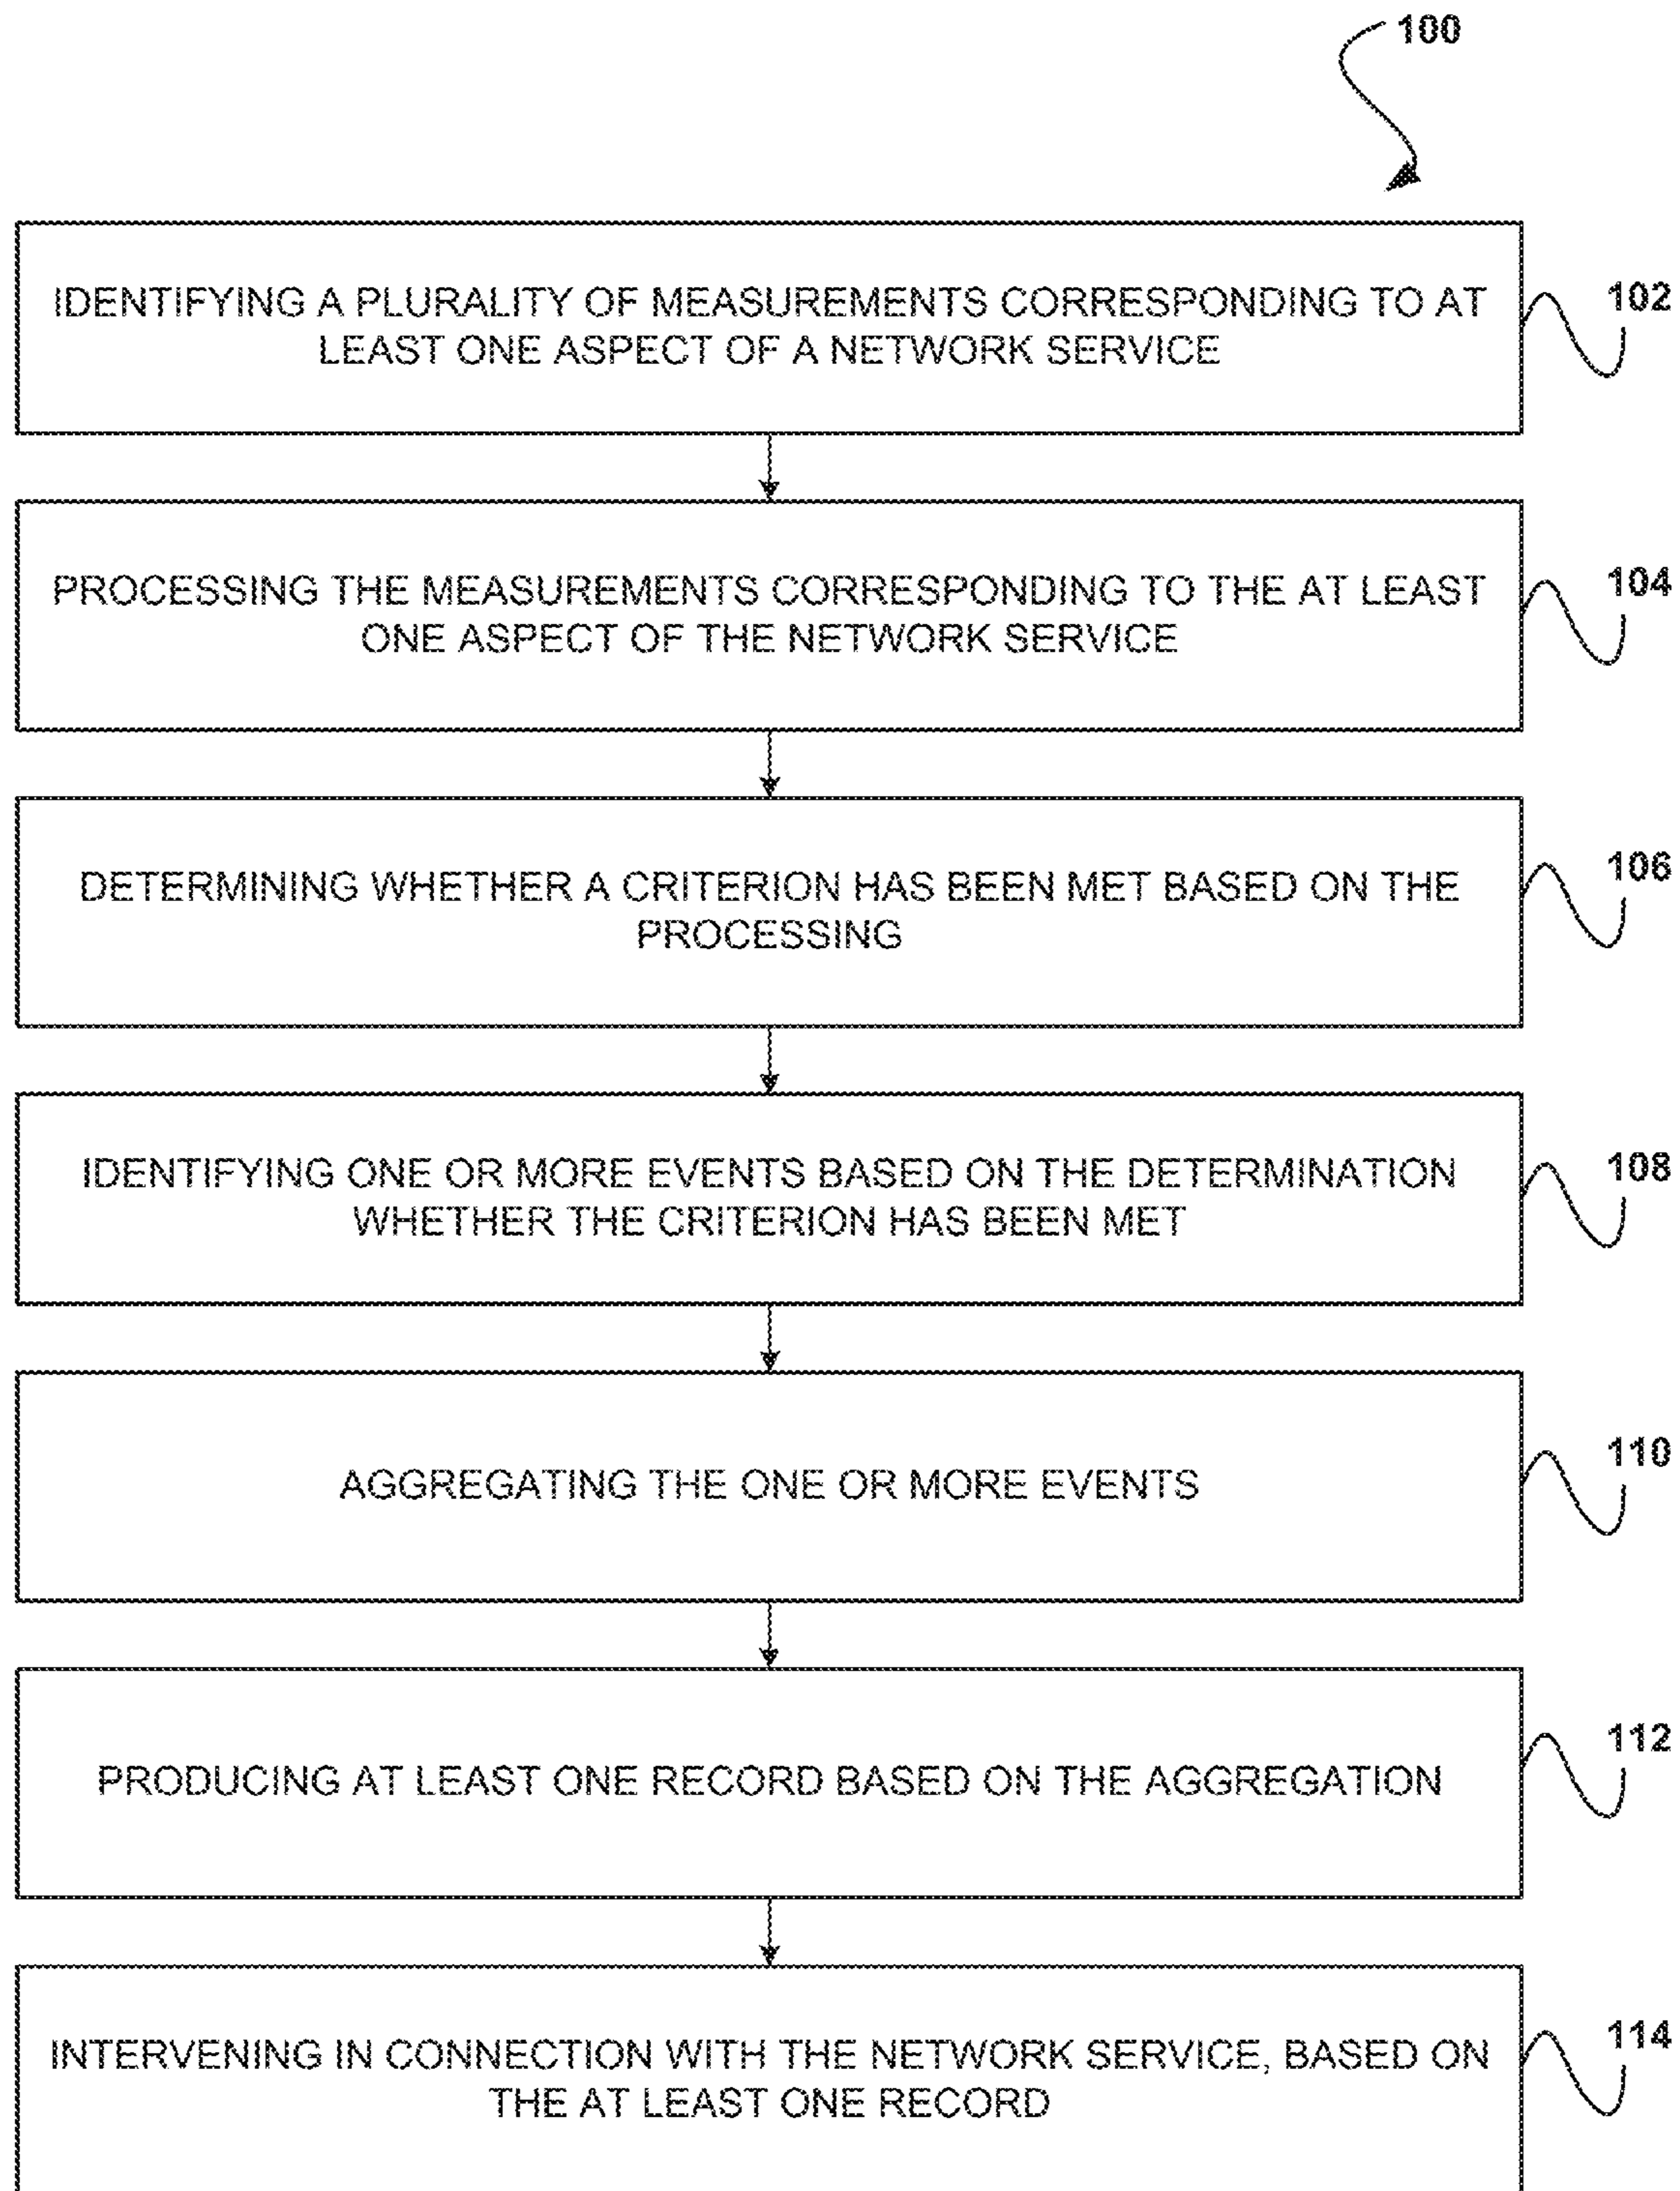 100
IDENTIFYING A PLURALITY OF MEASUREMENTS CORRESPONDING TO AT
LEAST ONE ASPECT OF A NETWORK SERVICE
102
PROCESSING THE MEASUREMENTS CORRESPONDING TO THE AT LEAST
ONE ASPECT OF THE NETWORK SERVICE
104
DETERMINING WHETHER A CRITERION HAS BEEN MET BASED ON THE
PROCESSING
106
IDENTIFYING ONE OR MORE EVENTS BASED ON THE DETERMINATION
WHETHER THE CRITERION HAS BEEN MET
108
AGGREGATING THE ONE OR MORE EVENTS
110
PRODUCING AT LEAST ONE RECORD BASED ON THE AGGREGATION
112
INTERVENING IN CONNECTION WITH THE NETWORK SERVICE, BASED ON
THE AT LEAST ONE RECORD
114